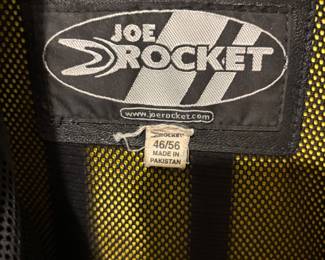 JOE
ROCKET
www.joerocket.com
ROCKET
46/56
MADE IN
PAKISTAN